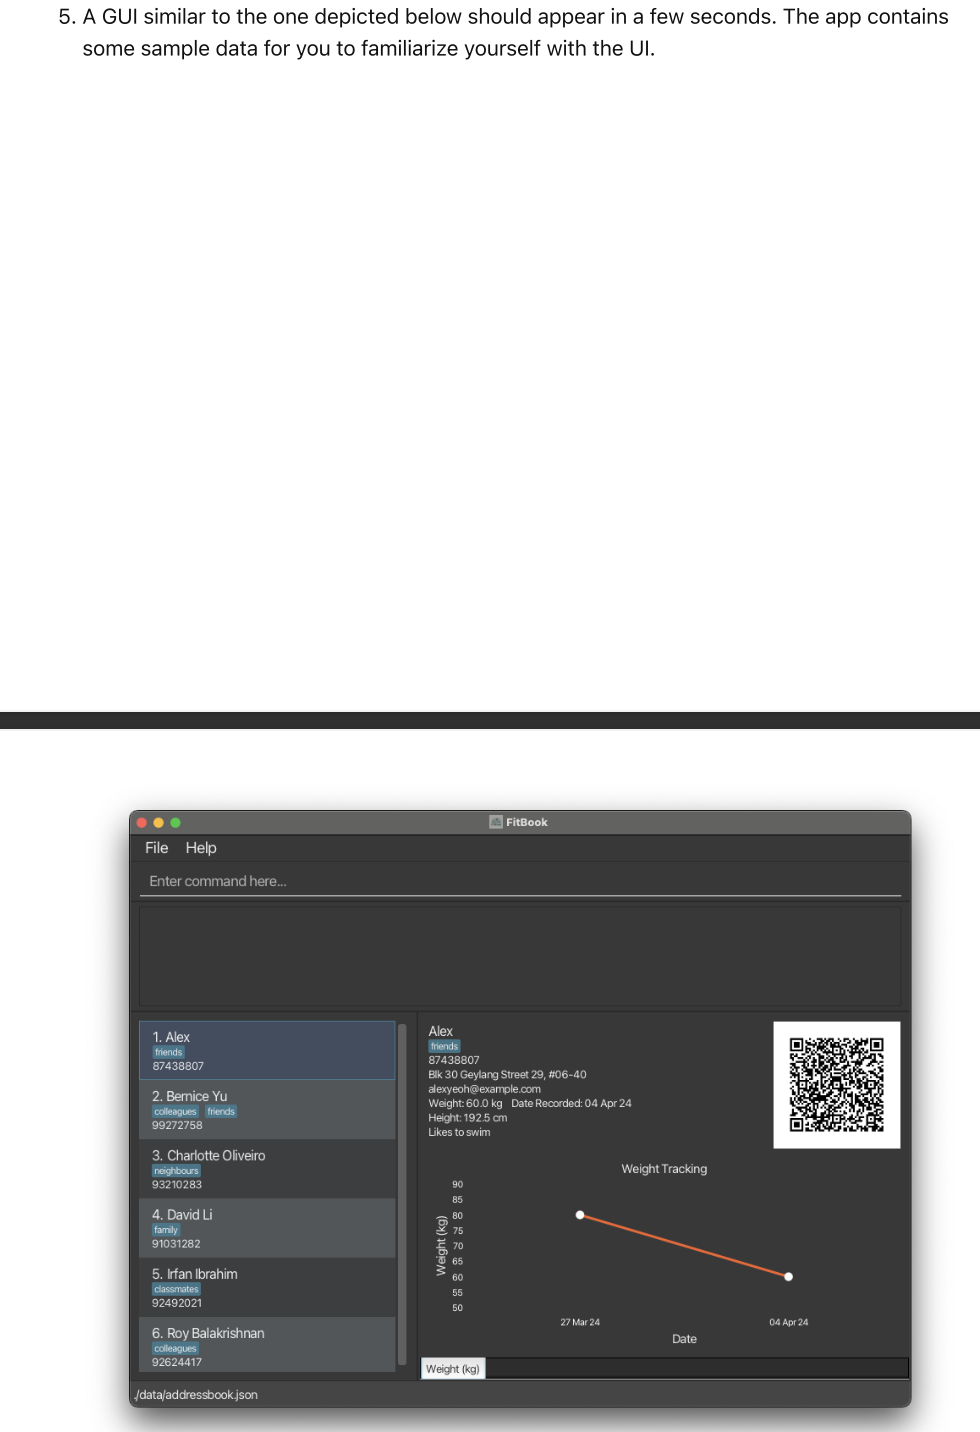 5. A GUI similar to the one depicted below should appear in a few seconds. The app contains
some sample data for you to familiarize yourself with the UI.
FitBook
File Help
Enter command here...
1. Alex
friends
87438807
2. Bernice Yu
colleagues friends
99272758
3. Charlotte Oliveiro
neighbours
93210283
4. David Li
family
91031282
5. Irfan Ibrahim
classmates
92492021
6. Roy Balakrishnan
colleagues
92624417
Alex
friends
87438807
Blk 30 Geylang Street 29, #06-40
alexyeoh@example.com
Weight: 60.0 kg Date Recorded: 04 Apr 24
Height: 192.5 cm
Likes to swim
Weight Tracking
Weight (kg)
90
85
80
75
70
65
60
55
50
27 Mar 24 04 Apr 24
Date
Weight (kg)
./data/addressbook.json